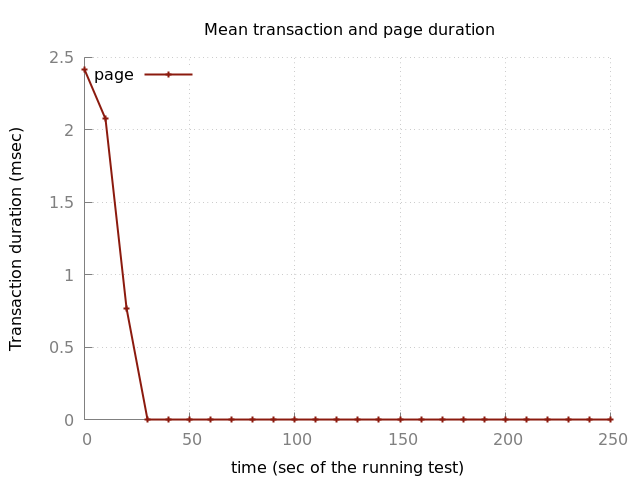 Mean transaction and page duration
2.5
page
2
1.5
1
0.5
0
0 50 100 150 200 250
Transaction duration (msec)
time (sec of the running test)